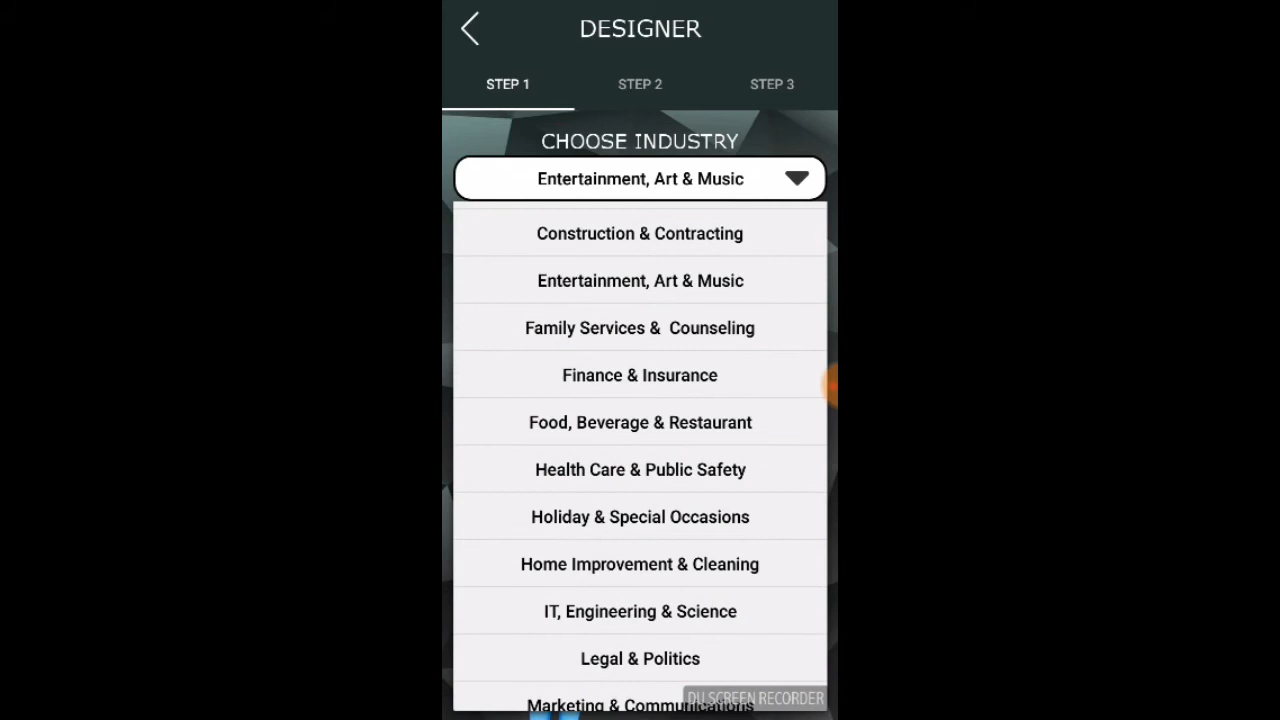 DESIGNER
STEP 1 STEP 2 STEP 3
CHOOSE INDUSTRY
Entertainment, Art & Music
Construction & Contracting
Entertainment, Art & Music
Family Services &  Counseling
Finance & Insurance
Food, Beverage & Restaurant
Health Care & Public Safety
Holiday & Special Occasions
Home Improvement & Cleaning
IT, Engineering & Science
Legal & Politics
Marketing & Communications
DU SCREEN RECORDER